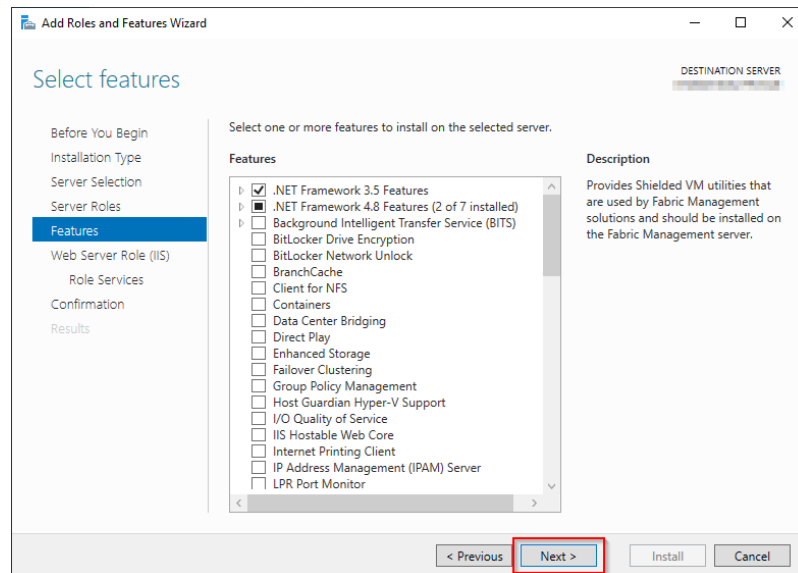 Add Roles and Features Wizard
Select features
DESTINATION SERVER
Before You Begin
Installation Type
Server Selection
Server Roles
Features
Web Server Role (IIS)
Role Services
Confirmation
Results
Select one or more features to install on the selected server.
Features
.NET Framework 3.5 Features
.NET Framework 4.8 Features (2 of 7 installed)
Background Intelligent Transfer Service (BITS)
BitLocker Drive Encryption
BitLocker Network Unlock
BranchCache
Client for NFS
Containers
Data Center Bridging
Direct Play
Enhanced Storage
Failover Clustering
Group Policy Management
Host Guardian Hyper-V Support
I/O Quality of Service
IIS Hostable Web Core
Internet Printing Client
IP Address Management (IPAM) Server
LPR Port Monitor
Description
Provides Shielded VM utilities that
are used by Fabric Management
solutions and should be installed on
the Fabric Management server.
< Previous
Next >
Install
Cancel